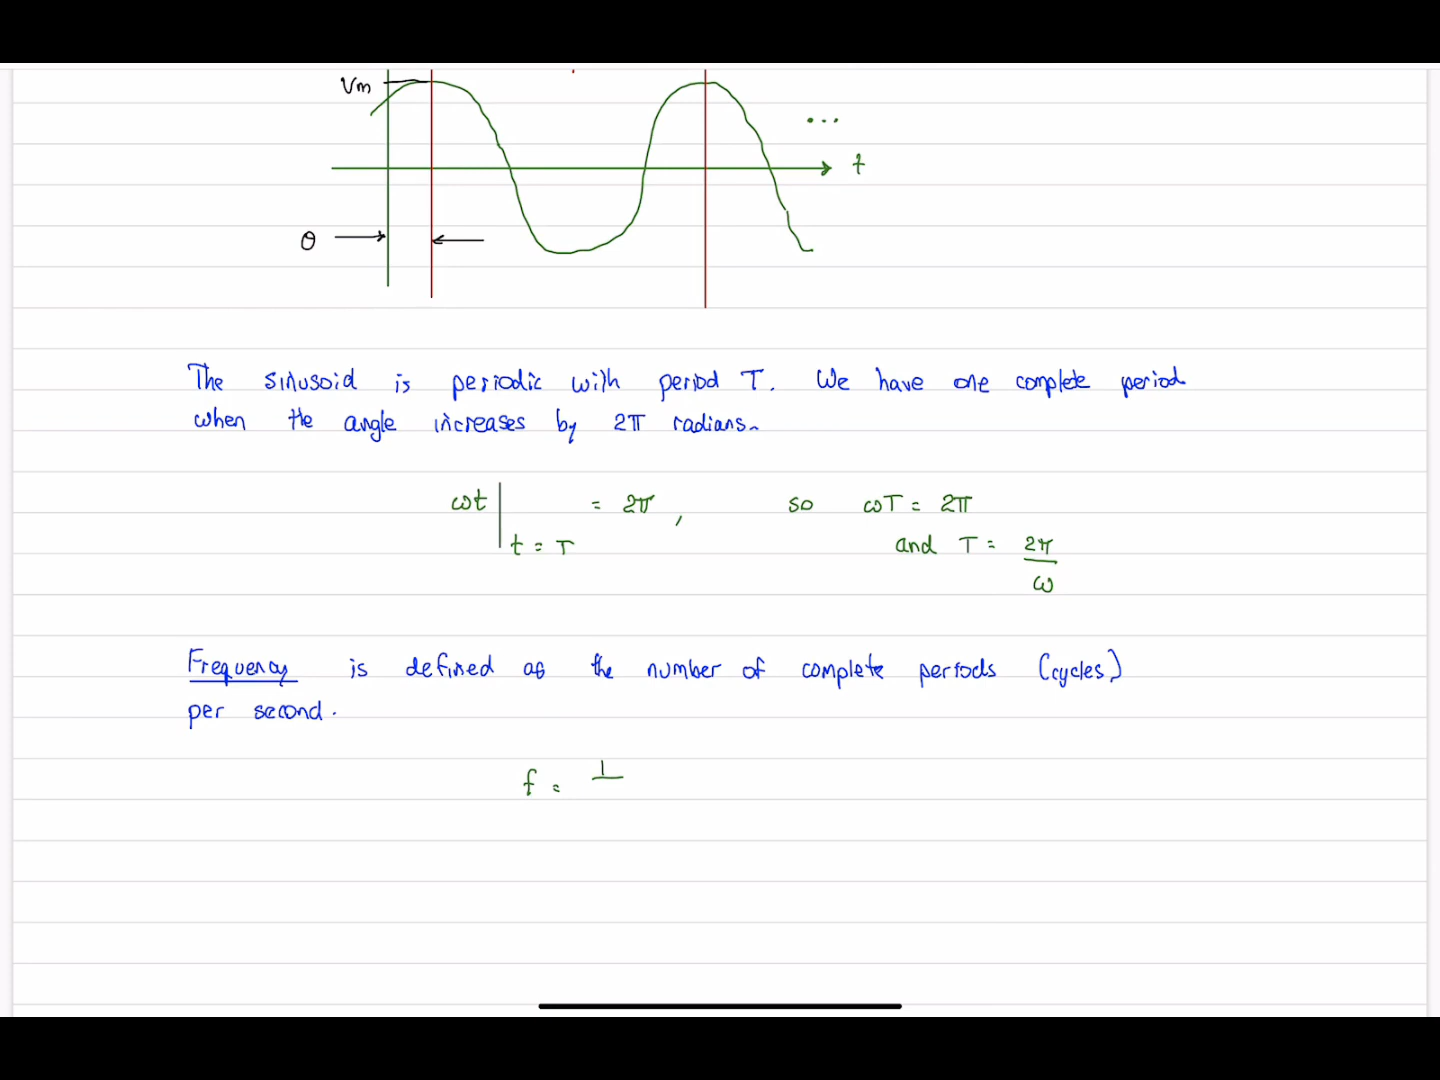 Vm
...
t
θ
The sinusoid is periodic with period T. We have one complete period
when the angle increases by 2π radians.
ωt | t = T = 2π, so ωT = 2π
and T = 2π/ω
Frequency is defined as the number of complete periods (cycles)
per second.
f = 1